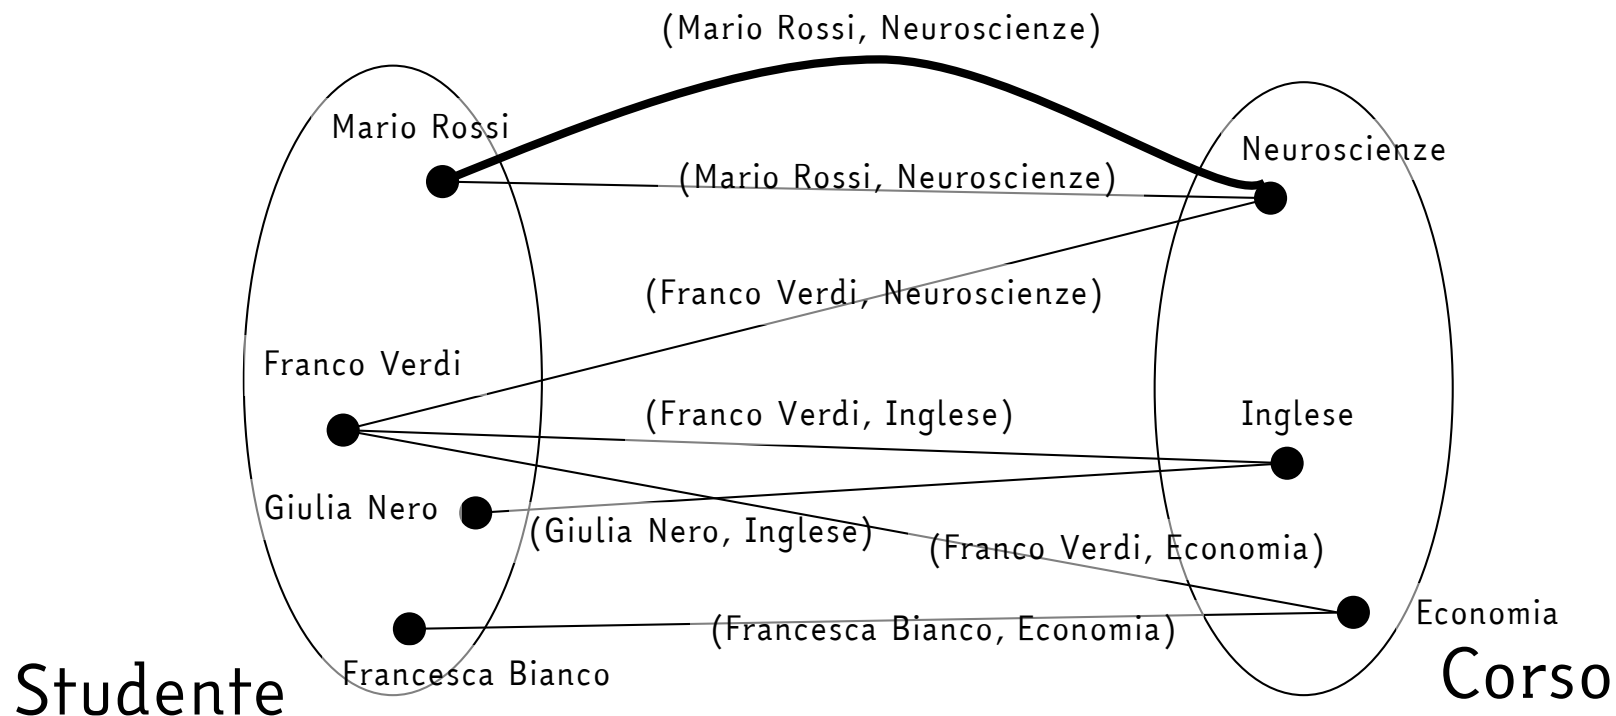 (Mario Rossi, Neuroscienze)
Mario Rossi
Neuroscienze
(Mario Rossi, Neuroscienze)
(Franco Verdi, Neuroscienze)
Franco Verdi
(Franco Verdi, Inglese)
Inglese
Giulia Nero
(Giulia Nero, Inglese)
(Franco Verdi, Economia)
Economia
(Francesca Bianco, Economia)
Francesca Bianco
Studente
Corso